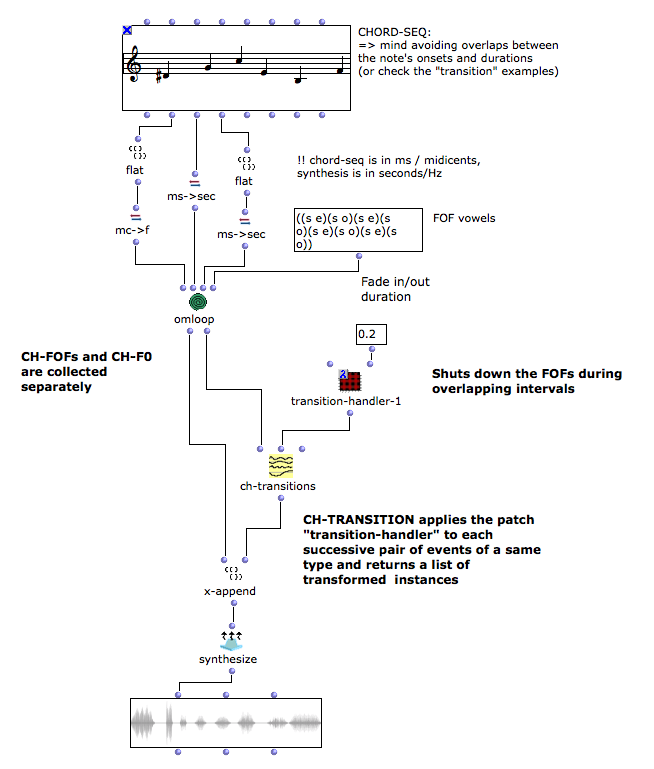 CHORD-SEQ:
=> mind avoiding overlaps between
the note's onsets and durations
(or check the "transition" examples)
!! chord-seq is in ms / midicents,
synthesis is in seconds/Hz
flat
ms->sec
flat
mc->f
ms->sec
((s e)(s o)(s e)(s
o)(s e)(s o)(s e)(s
o))
FOF vowels
Fade in/out
duration
omloop
0.2
CH-FOFs and CH-F0
are collected
separately
Shuts down the FOFs during
overlapping intervals
transition-handler-1
ch-transitions
CH-TRANSITION applies the patch
"transition-handler" to each
successive pair of events of a same
type and returns a list of
transformed instances
x-append
synthesize